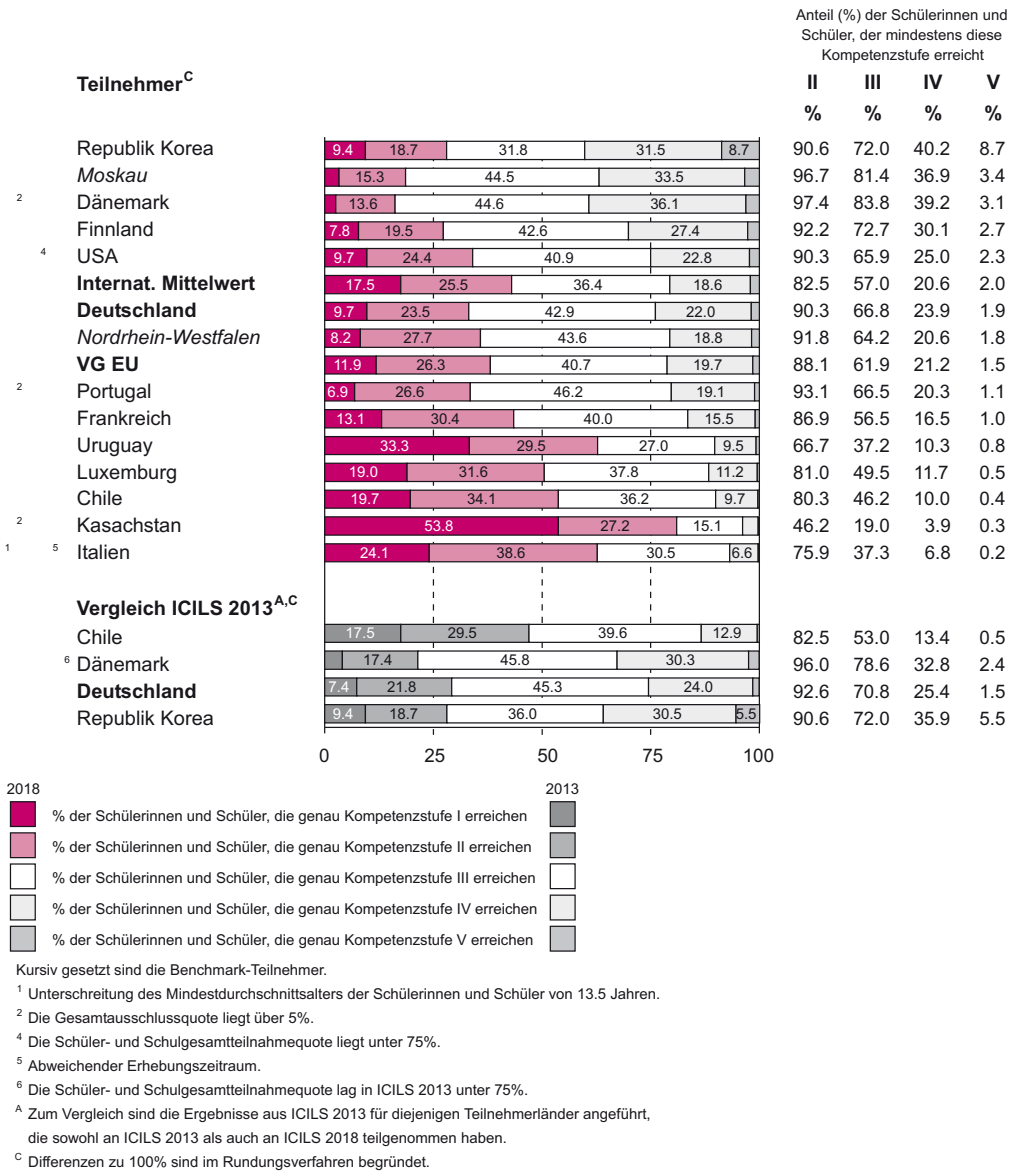 Anteil (%) der Schülerinnen und
Schüler, der mindestens diese
Kompetenzstufe erreicht
Teilnehmer^C II III IV V
% % % %
Republik Korea 9.4 18.7 31.8 31.5 8.7 90.6 72.0 40.2 8.7
Moskau 15.3 44.5 33.5 96.7 81.4 36.9 3.4
2 Dänemark 13.6 44.6 36.1 97.4 83.8 39.2 3.1
Finnland 7.8 19.5 42.6 27.4 92.2 72.7 30.1 2.7
4 USA 9.7 24.4 40.9 22.8 90.3 65.9 25.0 2.3
Internat. Mittelwert 17.5 25.5 36.4 18.6 82.5 57.0 20.6 2.0
Deutschland 9.7 23.5 42.9 22.0 90.3 66.8 23.9 1.9
Nordrhein-Westfalen 8.2 27.7 43.6 18.8 91.8 64.2 20.6 1.8
VG EU 11.9 26.3 40.7 19.7 88.1 61.9 21.2 1.5
2 Portugal 6.9 26.6 46.2 19.1 93.1 66.5 20.3 1.1
Frankreich 13.1 30.4 40.0 15.5 86.9 56.5 16.5 1.0
Uruguay 33.3 29.5 27.0 9.5 66.7 37.2 10.3 0.8
Luxemburg 19.0 31.6 37.8 11.2 81.0 49.5 11.7 0.5
Chile 19.7 34.1 36.2 9.7 80.3 46.2 10.0 0.4
2 Kasachstan 53.8 27.2 15.1 46.2 19.0 3.9 0.3
1 5 Italien 24.1 38.6 30.5 6.6 75.9 37.3 6.8 0.2
Vergleich ICILS 2013^A,C
Chile 17.5 29.5 39.6 12.9 82.5 53.0 13.4 0.5
6 Dänemark 17.4 45.8 30.3 96.0 78.6 32.8 2.4
Deutschland 7.4 21.8 45.3 24.0 92.6 70.8 25.4 1.5
Republik Korea 9.4 18.7 36.0 30.5 5.5 90.6 72.0 35.9 5.5
0 25 50 75 100
2018 2013
% der Schülerinnen und Schüler, die genau Kompetenzstufe I erreichen
% der Schülerinnen und Schüler, die genau Kompetenzstufe II erreichen
% der Schülerinnen und Schüler, die genau Kompetenzstufe III erreichen
% der Schülerinnen und Schüler, die genau Kompetenzstufe IV erreichen
% der Schülerinnen und Schüler, die genau Kompetenzstufe V erreichen
Kursiv gesetzt sind die Benchmark-Teilnehmer.
1 Unterschreitung des Mindestdurchschnittsalters der Schülerinnen und Schüler von 13.5 Jahren.
2 Die Gesamtausschlussquote liegt über 5%.
4 Die Schüler- und Schulgesamtteilnahmequote liegt unter 75%.
5 Abweichender Erhebungszeitraum.
6 Die Schüler- und Schulgesamtteilnahmequote lag in ICILS 2013 unter 75%.
A Zum Vergleich sind die Ergebnisse aus ICILS 2013 für diejenigen Teilnehmerländer angeführt,
die sowohl an ICILS 2013 als auch an ICILS 2018 teilgenommen haben.
C Differenzen zu 100% sind im Rundungsverfahren begründet.